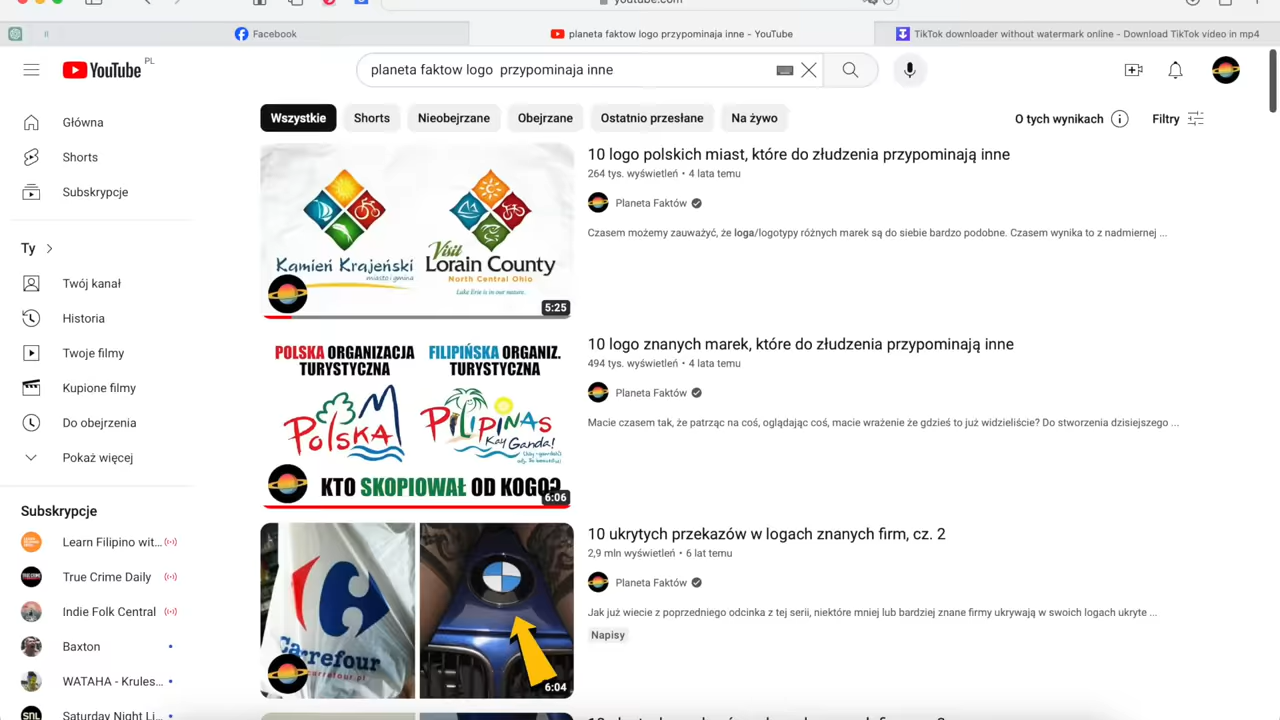 youtube.com
Facebook
planeta faktow logo przypominaja inne – YouTube
TikTok downloader without watermark online - Download TikTok video in mp4
YouTube PL
planeta faktow logo  przypominaja inne
Wszystkie
Shorts
Nieobejrzane
Obejrzane
Ostatnio przesłane
Na żywo
O tych wynikach
Filtry
Główna
Shorts
Subskrypcje
Ty
Twój kanał
Historia
Twoje filmy
Kupione filmy
Do obejrzenia
Pokaż więcej
Subskrypcje
Learn Filipino wit...
True Crime Daily
Indie Folk Central
Baxton
WATAHA - Krules...
SNL
Saturday Night Li...
Kamień Krajeński
miasto i gmina
Visit
Lorain County
North Central Ohio
Lake Erie is in our nature.
5:25
10 logo polskich miast, które do złudzenia przypominają inne
264 tys. wyświetleń • 4 lata temu
Planeta Faktów
Czasem możemy zauważyć, że loga/logotypy różnych marek są do siebie bardzo podobne. Czasem wynika to z nadmiernej ...
POLSKA ORGANIZACJA
TURYSTYCZNA
FILIPIŃSKA ORGANIZ.
TURYSTYCZNA
POLSKA
PILIPINAS
Kay Ganda!
KTO SKOPIOWAŁ OD KOGO?
6:06
10 logo znanych marek, które do złudzenia przypominają inne
494 tys. wyświetleń • 4 lata temu
Planeta Faktów
Macie czasem tak, że patrząc na coś, oglądając coś, macie wrażenie że gdzieś to już widzieliście? Do stworzenia dzisiejszego ...
Carrefour
carrefour.pl
BMW
6:04
10 ukrytych przekazów w logach znanych firm, cz. 2
2,9 mln wyświetleń • 6 lat temu
Planeta Faktów
Jak już wiecie z poprzedniego odcinka z tej serii, niektóre mniej lub bardziej znane firmy ukrywają w swoich logach ukryte ...
Napisy